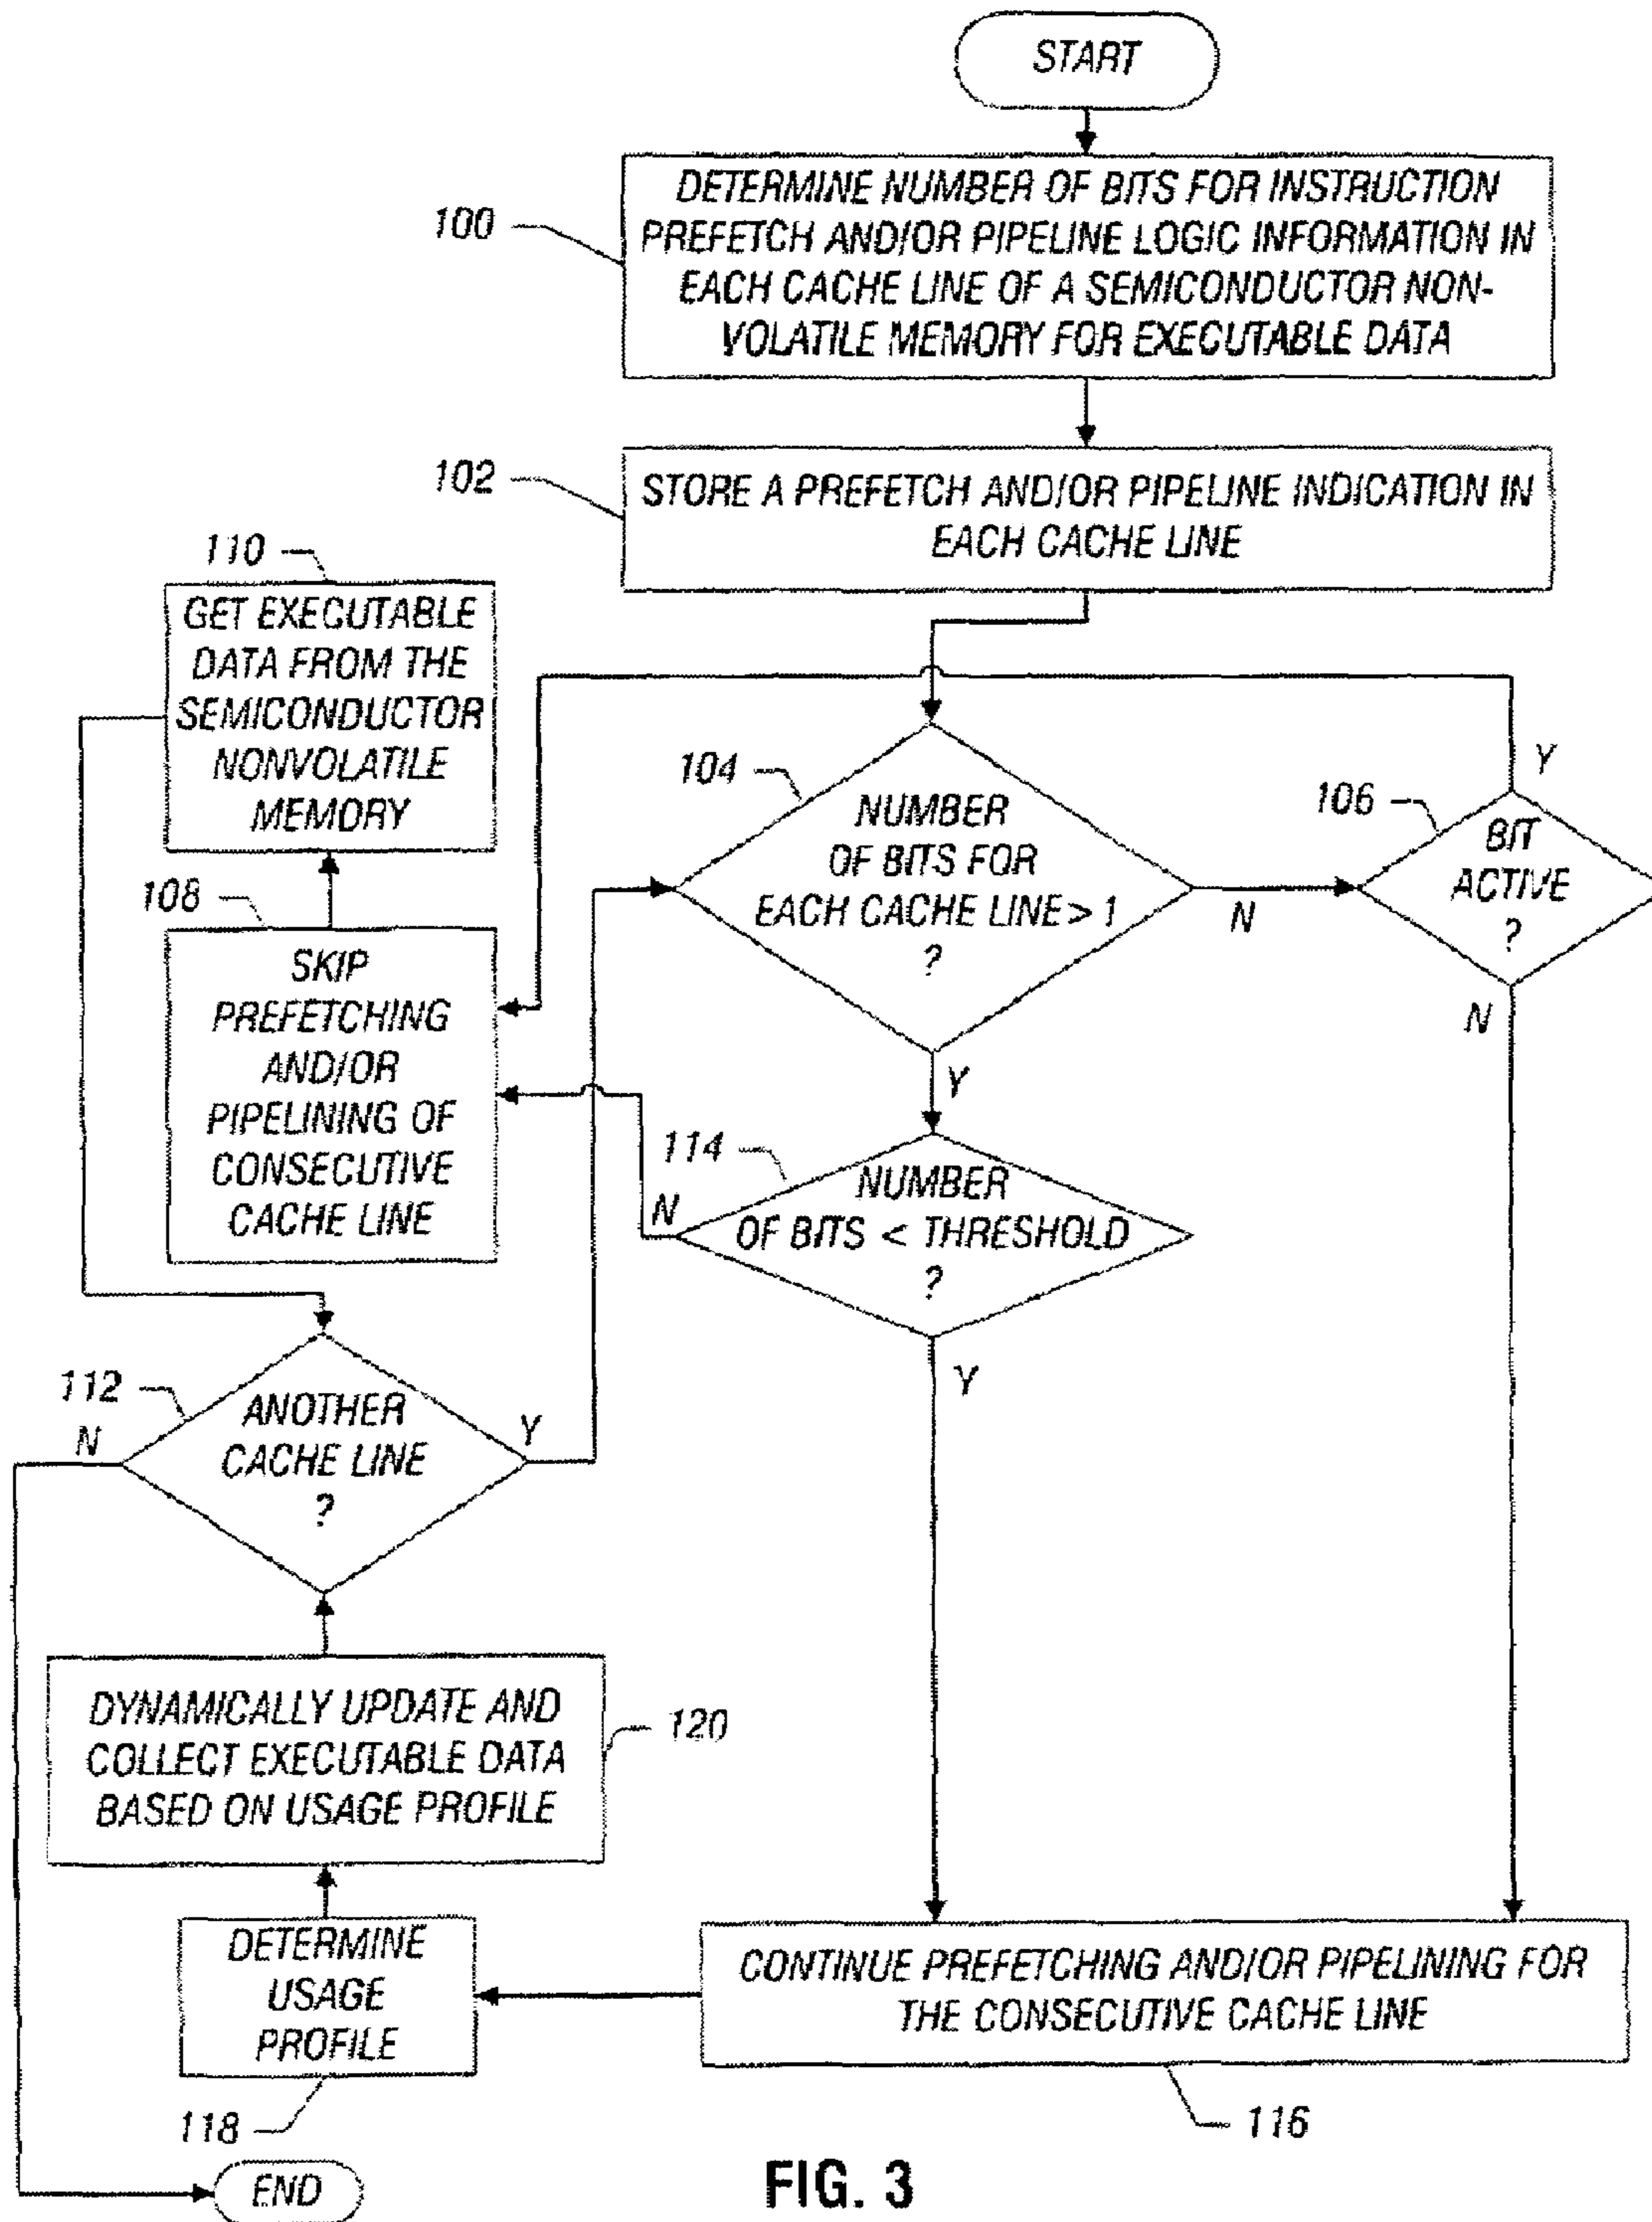 START
100
DETERMINE NUMBER OF BITS FOR INSTRUCTION
PREFETCH AND/OR PIPELINE LOGIC INFORMATION IN
EACH CACHE LINE OF A SEMICONDUCTOR NON-
VOLATILE MEMORY FOR EXECUTABLE DATA
102
STORE A PREFETCH AND/OR PIPELINE INDICATION IN
EACH CACHE LINE
110
GET EXECUTABLE
DATA FROM THE
SEMICONDUCTOR
NONVOLATILE
MEMORY
104
NUMBER
OF BITS FOR
EACH CACHE LINE > 1
?
N
Y
106
BIT
ACTIVE
?
Y
N
108
SKIP
PREFETCHING
AND/OR
PIPELINING OF
CONSECUTIVE
CACHE LINE
114
NUMBER
OF BITS < THRESHOLD
?
N
Y
112
ANOTHER
CACHE LINE
?
N
Y
DYNAMICALLY UPDATE AND
COLLECT EXECUTABLE DATA
BASED ON USAGE PROFILE
120
DETERMINE
USAGE
PROFILE
118
CONTINUE PREFETCHING AND/OR PIPELINING FOR
THE CONSECUTIVE CACHE LINE
116
END
FIG. 3